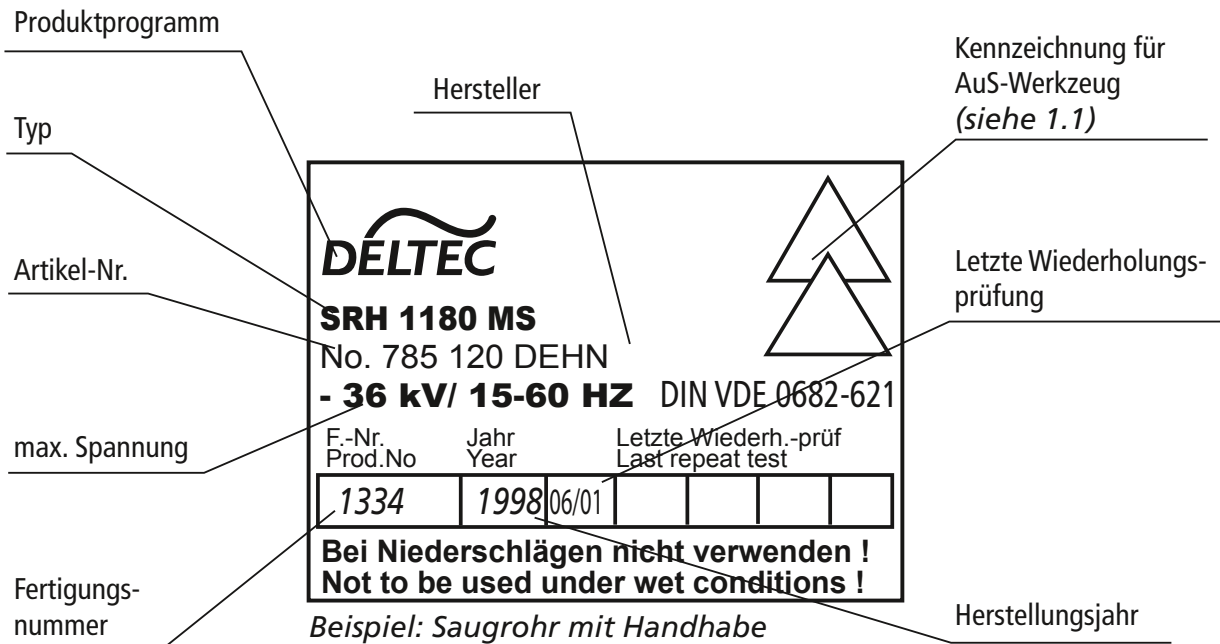 Produktprogramm
Hersteller
Kennzeichnung für
AuS-Werkzeug
(siehe 1.1)
Typ
Artikel-Nr.
Letzte Wiederholungs-
prüfung
max. Spannung
Fertigungs-
nummer
Herstellungsjahr
DELTEC
SRH 1180 MS
No. 785 120 DEHN
- 36 kV/ 15-60 HZ DIN VDE 0682-621
F.-Nr. Jahr Letzte Wiederh.-prüf
Prod.No Year Last repeat test
1334 1998 06/01
Bei Niederschlägen nicht verwenden !
Not to be used under wet conditions !
Beispiel: Saugrohr mit Handhabe